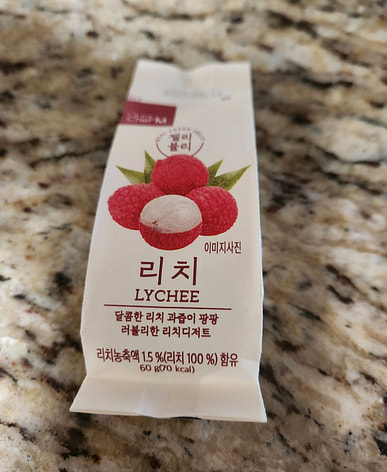 Chef-M
젤리
블리
이미지사진
리치
LYCHEE
달콤한 리치 과즙이 팡팡
러블리한 리치디저트
리치농축액 1.5 %(리치 100 %) 함유
60 g(70 kcal)